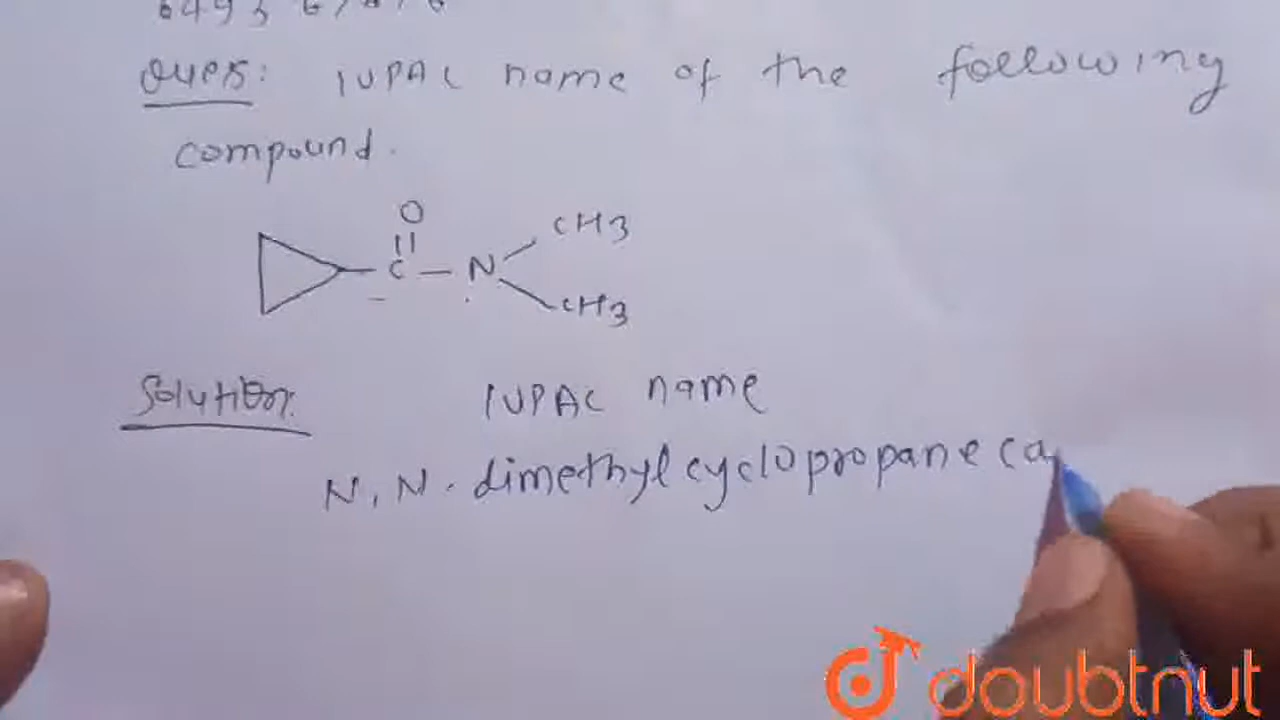 Ques: IUPAC name of the following
compound.
O
||
C - N
CH3
CH3
Solution: IUPAC name
N, N. dimethyl cyclopropane ca
doubtnut